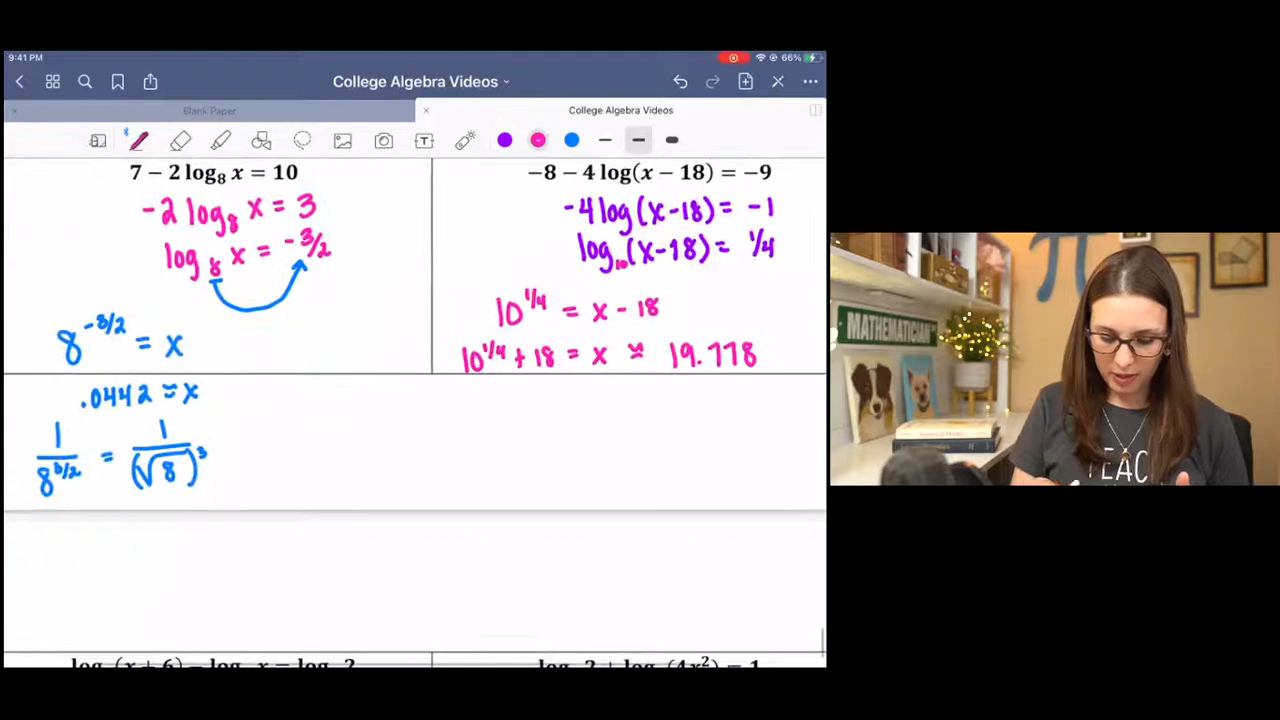 9:41 PM
66%
College Algebra Videos
Blank Paper
College Algebra Videos
7 − 2 log₈ x = 10
-2 log₈ x = 3
log₈ x = -3/2
8^(-3/2) = x
.0442 ≈ x
1/8^(3/2) = 1/(√8)³
−8 − 4 log(x − 18) = −9
-4log(x-18) = -1
log₁₀(x-18) = 1/4
10^(1/4) = x - 18
10^(1/4) + 18 = x ≈ 19.778
MATHEMATICIAN
π
TEAC